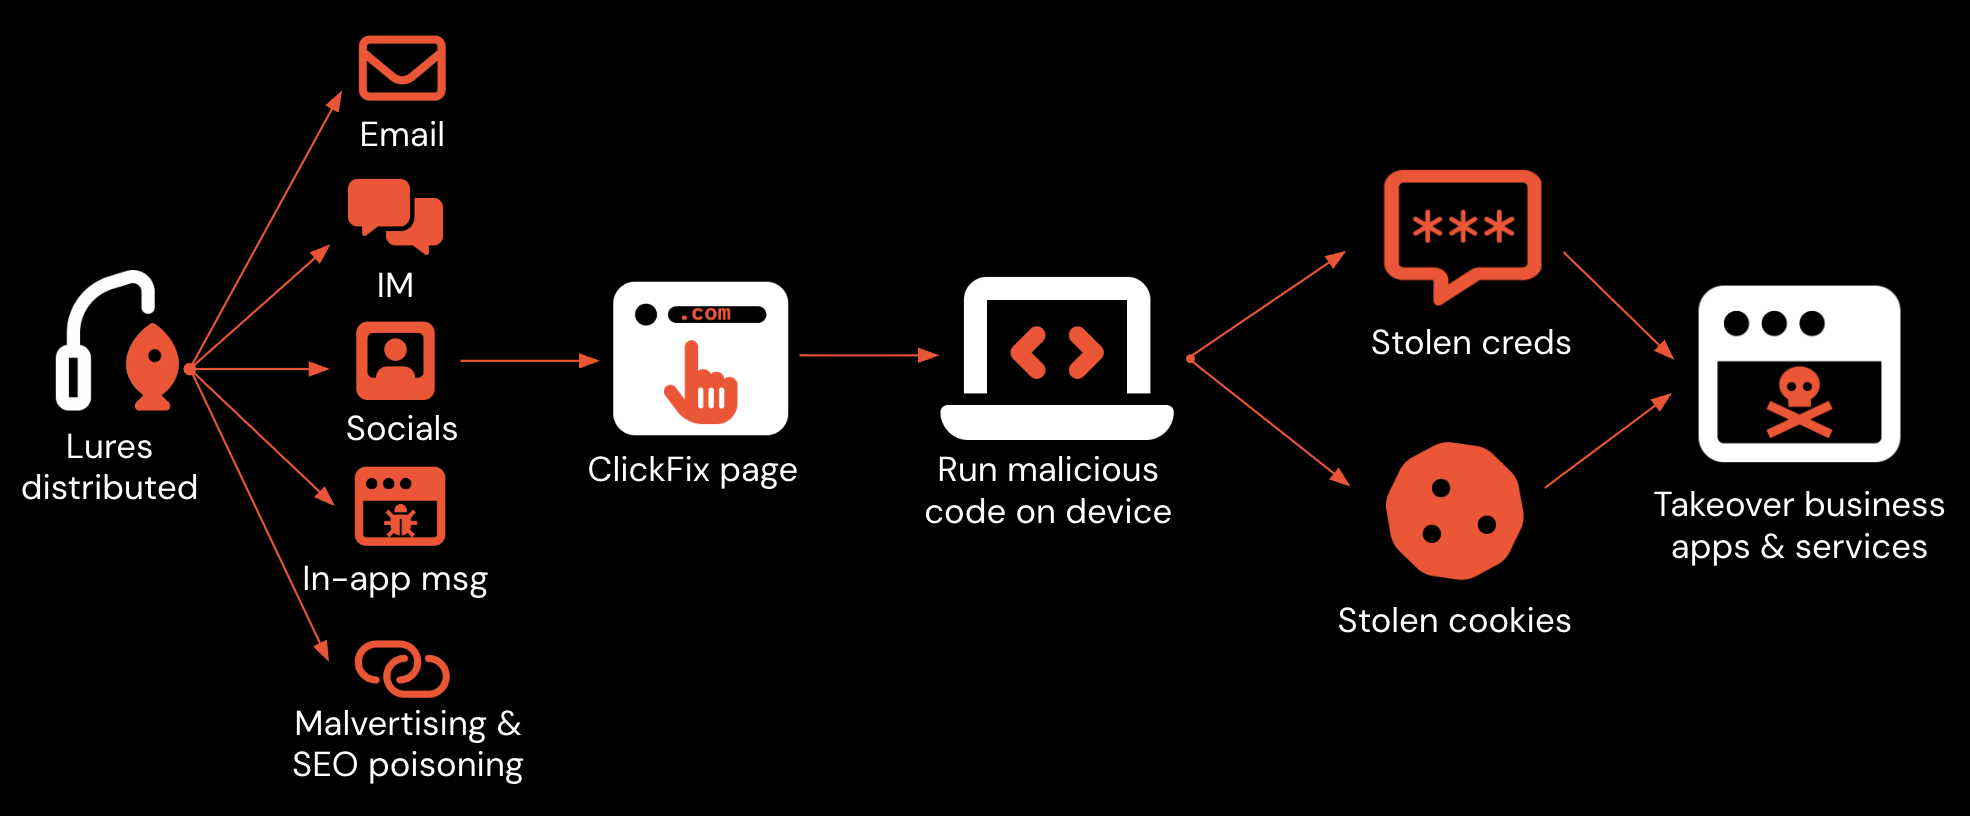 Email
IM
Lures
distributed
Socials
In-app msg
Malvertising &
SEO poisoning
.com
ClickFix page
Run malicious
code on device
***
Stolen creds
Stolen cookies
Takeover business
apps & services